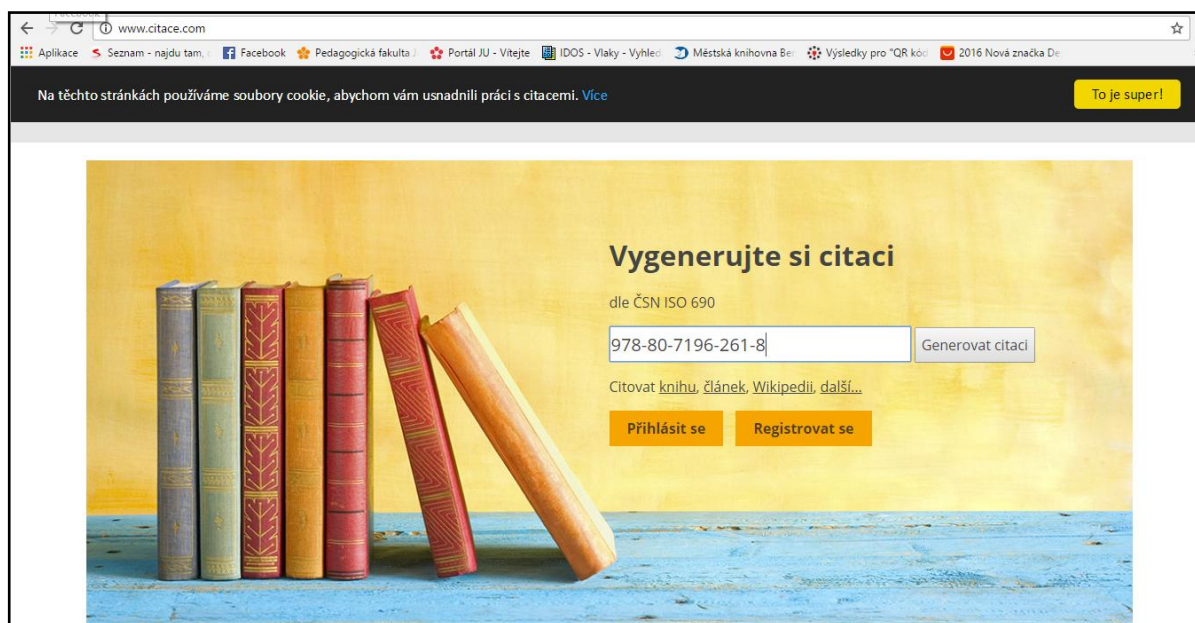 Facebook
www.citace.com
Aplikace Seznam - najdu tam, c Facebook Pedagogická fakulta J Portál JU - Vítejte IDOS - Vlaky - Vyhled Městská knihovna Ber Výsledky pro "QR kód 2016 Nová značka De
Na těchto stránkách používáme soubory cookie, abychom vám usnadnili práci s citacemi. Více To je super!
Vygenerujte si citaci
dle ČSN ISO 690
978-80-7196-261-8 Generovat citaci
Citovat knihu, článek, Wikipedii, další...
Přihlásit se Registrovat se